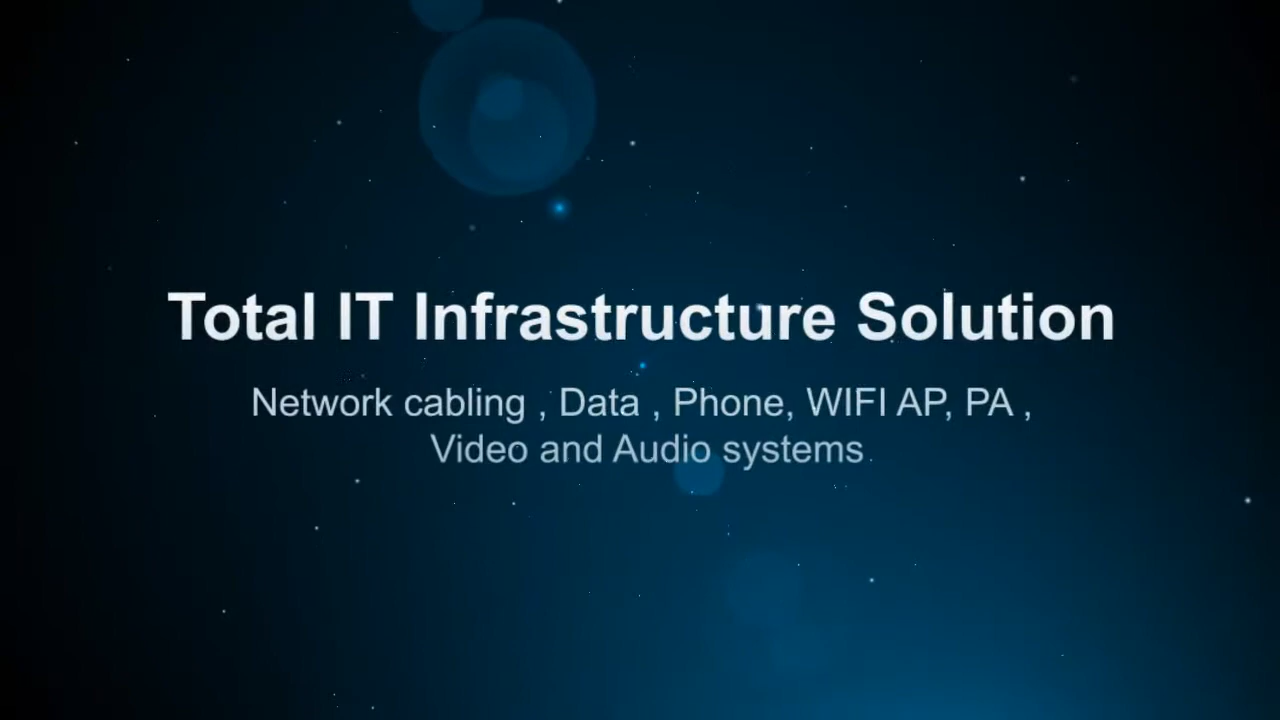 Total IT Infrastructure Solution
Network cabling , Data , Phone, WIFI AP, PA ,
Video and Audio systems